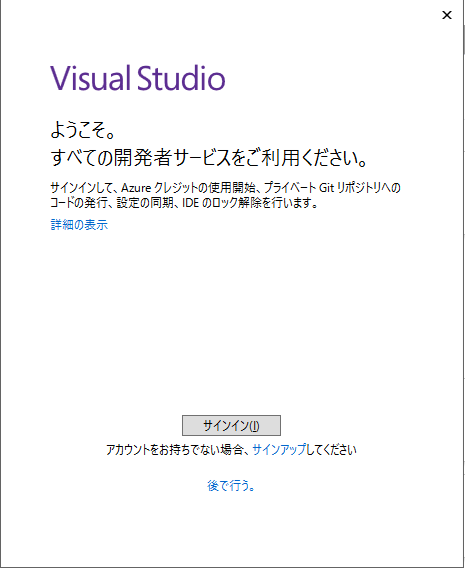 Visual Studio
ようこそ。
すべての開発者サービスをご利用ください。
サインインして、Azure クレジットの使用開始、プライベート Git リポジトリへの
コードの発行、設定の同期、IDE のロック解除を行います。
詳細の表示
サインイン(I)
アカウントをお持ちでない場合、サインアップしてください
後で行う。